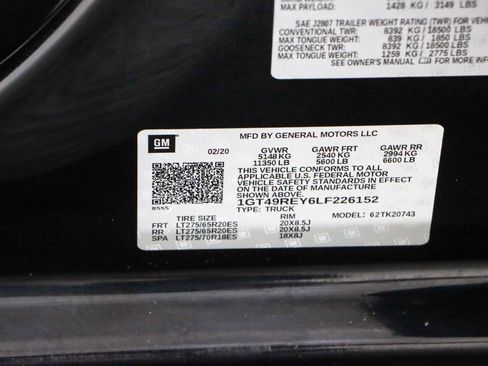 MAX PAYLOAD: 1428 KG / 3149 LBS
SAE J2807 TRAILER WEIGHT RATING (TWR) FOR VEHI
CONVENTIONAL TWR: 8392 KG/ 18500 LBS
MAX TONGUE WEIGHT: 839 KG/ 1850 LBS
GOOSENECK TWR: 8392 KG/ 18500 LBS
MAX TONGUE WEIGHT: 1259 KG/ 2775 LBS
SEE OWNER'S MANUAL FOR MORE INFOR
GM
MFD BY GENERAL MOTORS LLC
02/20 GVWR GAWR FRT GAWR RR
5148 KG 2540 KG 2994 KG
11350 LB 5600 LB 6600 LB
THIS VEHICLE CONFORMS TO ALL
APPLICABLE U.S. FEDERAL MOTOR
VEHICLE SAFETY STANDARDS IN EFFECT
ON THE DATE OF MANUFACTURE
SHOWN ABOVE.
1GT49REY6LF226152
TYPE: TRUCK
MODEL: 62TK20743
TIRE SIZE RIM
FRT LT275/65R20ES 20X8.5J
RR LT275/65R20ES 20X8.5J
SPA LT275/70R18ES 18X8J